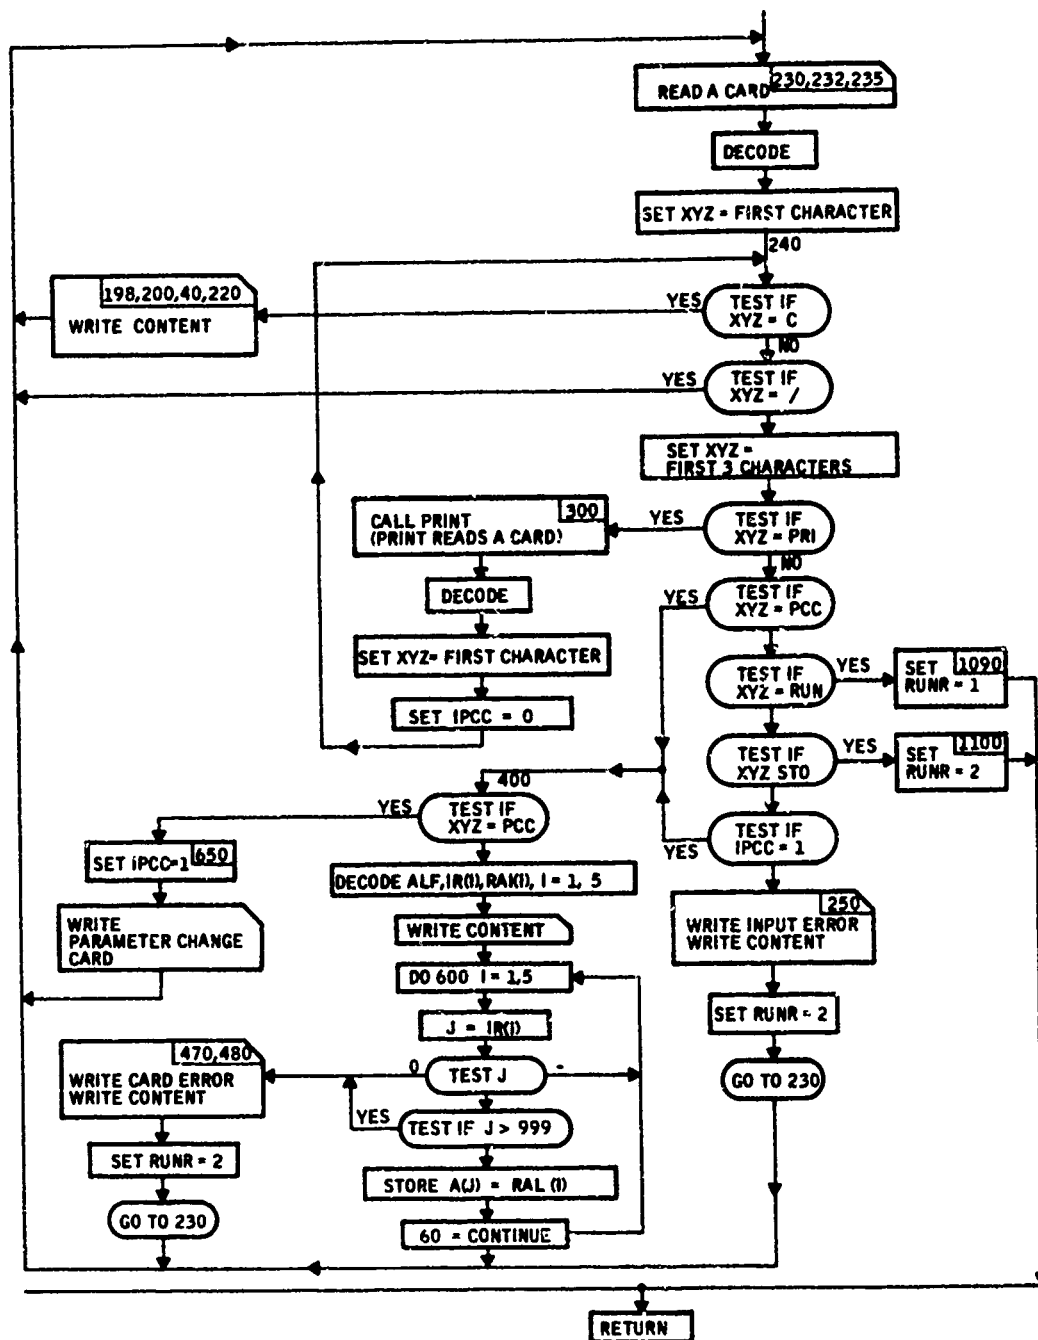 230,232,235
READ A CARD
DECODE
SET XYZ = FIRST CHARACTER
240
198,200,40,220
WRITE CONTENT
YES
TEST IF
XYZ = C
NO
YES
TEST IF
XYZ = /
SET XYZ =
FIRST 3 CHARACTERS
300
CALL PRINT
(PRINT READS A CARD)
YES
TEST IF
XYZ = PRI
NO
DECODE
YES
TEST IF
XYZ = PCC
SET XYZ= FIRST CHARACTER
TEST IF
XYZ = RUN
YES
SET 1090
RUNR = 1
SET IPCC = 0
TEST IF
XYZ STO
YES
SET 1100
RUNR = 2
400
YES
TEST IF
XYZ = PCC
YES
TEST IF
IPCC = 1
SET IPCC=1 650
DECODE ALF,IR(I),RAK(I), I = 1, 5
250
WRITE INPUT ERROR
WRITE CONTENT
WRITE
PARAMETER CHANGE
CARD
WRITE CONTENT
DO 600 I = 1,5
SET RUNR = 2
J = IR(I)
470,480
WRITE CARD ERROR
WRITE CONTENT
0
TEST J
-
GO TO 230
YES
TEST IF J > 999
SET RUNR = 2
STORE A(J) = RAL (I)
GO TO 230
60 = CONTINUE
RETURN